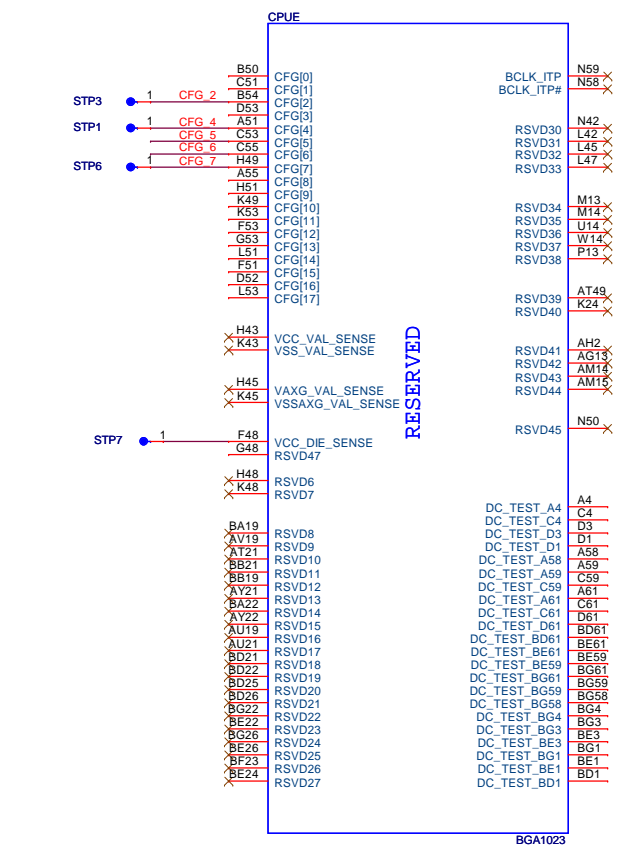 CPUE
B50 CFG[0]
C51 CFG[1]
STP3 1 CFG_2 B54 CFG[2]
D53 CFG[3]
STP1 1 CFG_4 A51 CFG[4]
CFG_5 C53 CFG[5]
CFG_6 C55 CFG[6]
STP6 1 CFG_7 H49 CFG[7]
A55 CFG[8]
H51 CFG[9]
K49 CFG[10]
K53 CFG[11]
F53 CFG[12]
G53 CFG[13]
L51 CFG[14]
F51 CFG[15]
D52 CFG[16]
L53 CFG[17]
H43 VCC_VAL_SENSE
K43 VSS_VAL_SENSE
H45 VAXG_VAL_SENSE
K45 VSSAXG_VAL_SENSE
STP7 1 F48 VCC_DIE_SENSE
G48 RSVD47
H48 RSVD6
K48 RSVD7
BA19 RSVD8
AV19 RSVD9
AT21 RSVD10
BB21 RSVD11
BB19 RSVD12
AY21 RSVD13
BA22 RSVD14
AY22 RSVD15
AU19 RSVD16
AU21 RSVD17
BD21 RSVD18
BD22 RSVD19
BD25 RSVD20
BD26 RSVD21
BG22 RSVD22
BE22 RSVD23
BG26 RSVD24
BE26 RSVD25
BF23 RSVD26
BE24 RSVD27
RESERVED
BCLK_ITP N59
BCLK_ITP# N58
RSVD30 N42
RSVD31 L42
RSVD32 L45
RSVD33 L47
RSVD34 M13
RSVD35 M14
RSVD36 U14
RSVD37 W14
RSVD38 P13
RSVD39 AT49
RSVD40 K24
RSVD41 AH2
RSVD42 AG13
RSVD43 AM14
RSVD44 AM15
RSVD45 N50
DC_TEST_A4 A4
DC_TEST_C4 C4
DC_TEST_D3 D3
DC_TEST_D1 D1
DC_TEST_A58 A58
DC_TEST_A59 A59
DC_TEST_C59 C59
DC_TEST_A61 A61
DC_TEST_C61 C61
DC_TEST_D61 D61
DC_TEST_BD61 BD61
DC_TEST_BE61 BE61
DC_TEST_BE59 BE59
DC_TEST_BG61 BG61
DC_TEST_BG59 BG59
DC_TEST_BG58 BG58
DC_TEST_BG4 BG4
DC_TEST_BG3 BG3
DC_TEST_BE3 BE3
DC_TEST_BG1 BG1
DC_TEST_BE1 BE1
DC_TEST_BD1 BD1
BGA1023